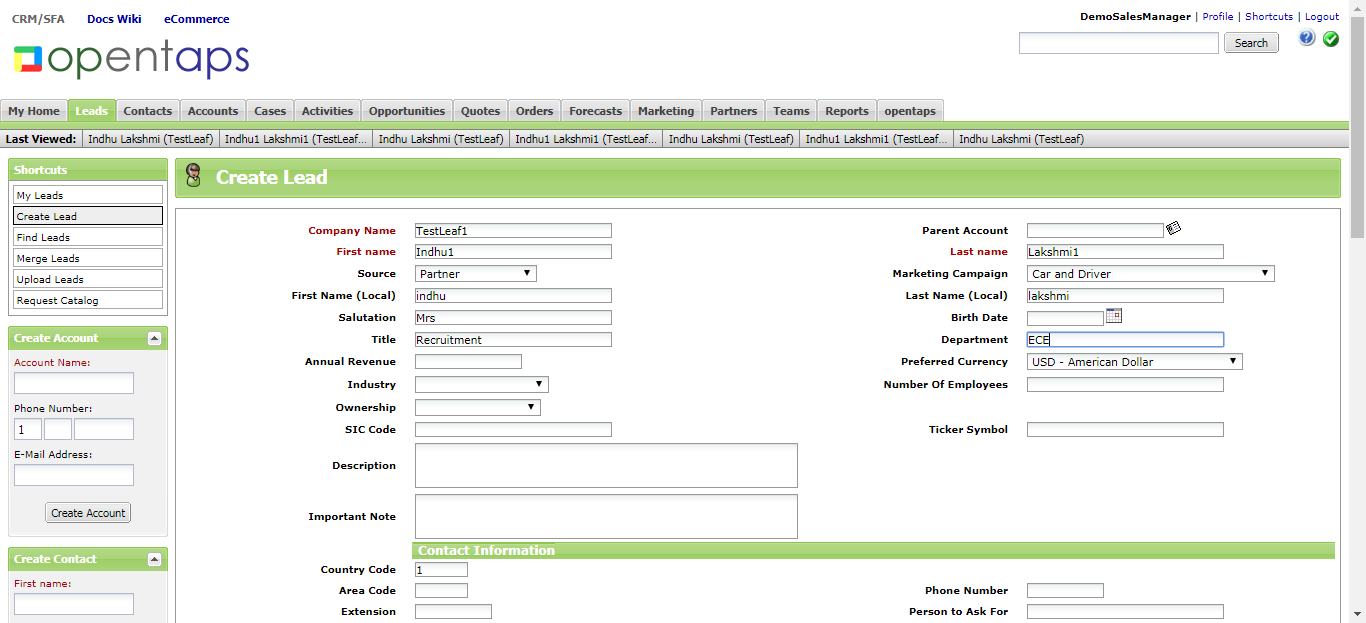 CRM/SFA Docs Wiki eCommerce
DemoSalesManager | Profile | Shortcuts | Logout
opentaps
Search
My Home Leads Contacts Accounts Cases Activities Opportunities Quotes Orders Forecasts Marketing Partners Teams Reports opentaps
Last Viewed: Indhu Lakshmi (TestLeaf) Indhu1 Lakshmi1 (TestLeaf... Indhu Lakshmi (TestLeaf) Indhu1 Lakshmi1 (TestLeaf... Indhu Lakshmi (TestLeaf) Indhu1 Lakshmi1 (TestLeaf... Indhu Lakshmi (TestLeaf)
Shortcuts
My Leads
Create Lead
Find Leads
Merge Leads
Upload Leads
Request Catalog
Create Account
Account Name:
Phone Number:
1
E-Mail Address:
Create Account
Create Contact
First name:
Create Lead
Company Name TestLeaf1 Parent Account
First name Indhu1 Last name Lakshmi1
Source Partner Marketing Campaign Car and Driver
First Name (Local) indhu Last Name (Local) lakshmi
Salutation Mrs Birth Date
Title Recruitment Department ECE
Annual Revenue Preferred Currency USD - American Dollar
Industry Number Of Employees
Ownership
SIC Code Ticker Symbol
Description
Important Note
Contact Information
Country Code 1
Area Code Phone Number
Extension Person to Ask For